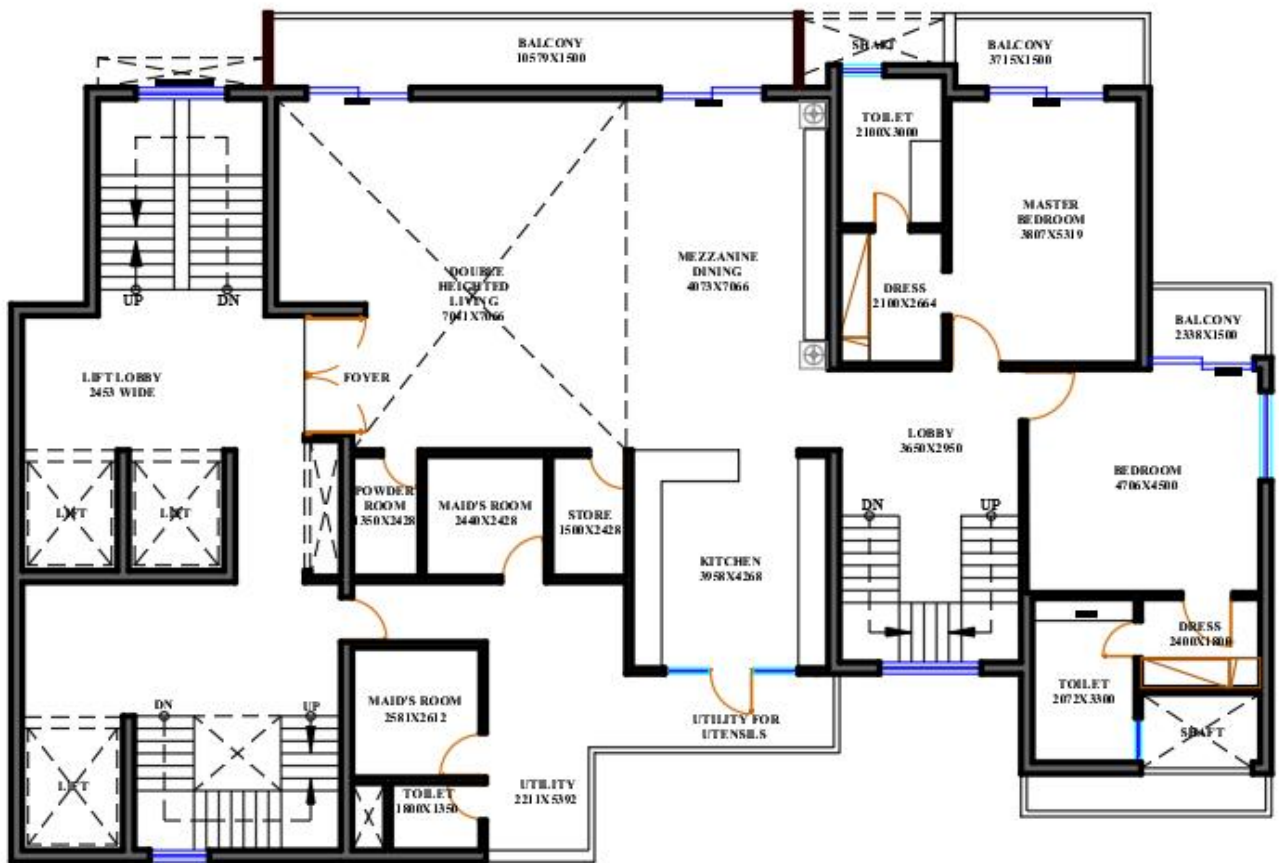 BALCONY
10579X1500
SHAFT
BALCONY
3715X1500
TOILET
2100X3000
MASTER
BEDROOM
3807X5319
MEZZANINE
DINING
4073X7066
DOUBLE
HEIGHTED
LIVING
7041X7066
DRESS
2100X2664
UP
DN
BALCONY
2338X1500
LIFT LOBBY
2453 WIDE
FOYER
LOBBY
3650X2950
BEDROOM
4706X4500
POWDER
ROOM
1350X2428
MAID'S ROOM
2440X2428
STORE
1500X2428
LIFT
LIFT
DN
UP
KITCHEN
3958X4268
DRESS
2400X1800
TOILET
2072X3300
MAID'S ROOM
2581X2612
DN
UP
UTILITY FOR
UTENSILS
SHAFT
LIFT
TOILET
1800X1350
UTILITY
2211X5392